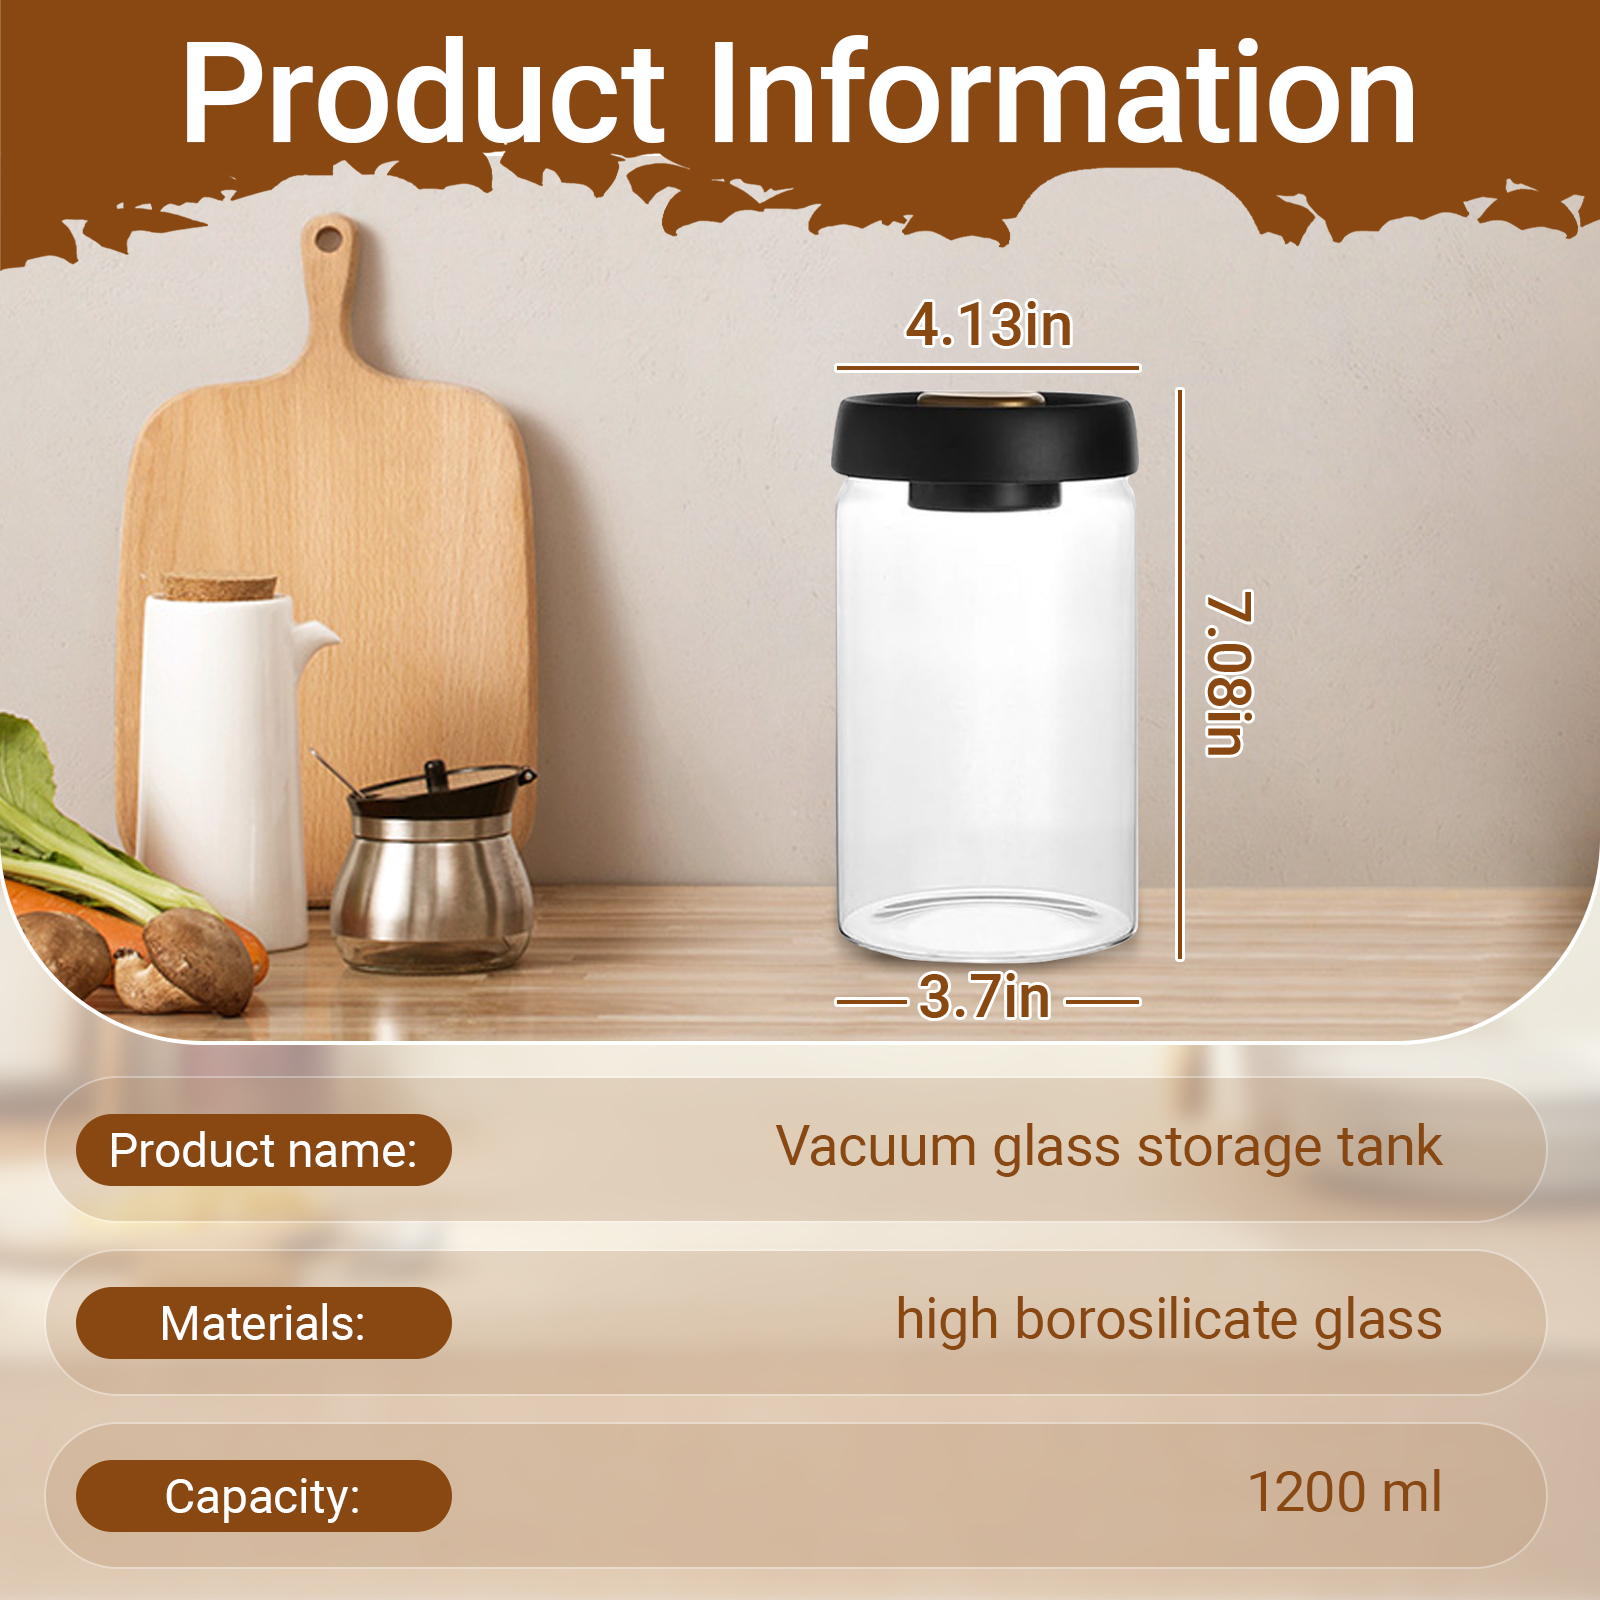 Product Information
4.13in
7.08in
3.7in
Product name:
Vacuum glass storage tank
Materials:
high borosilicate glass
Capacity:
1200 ml